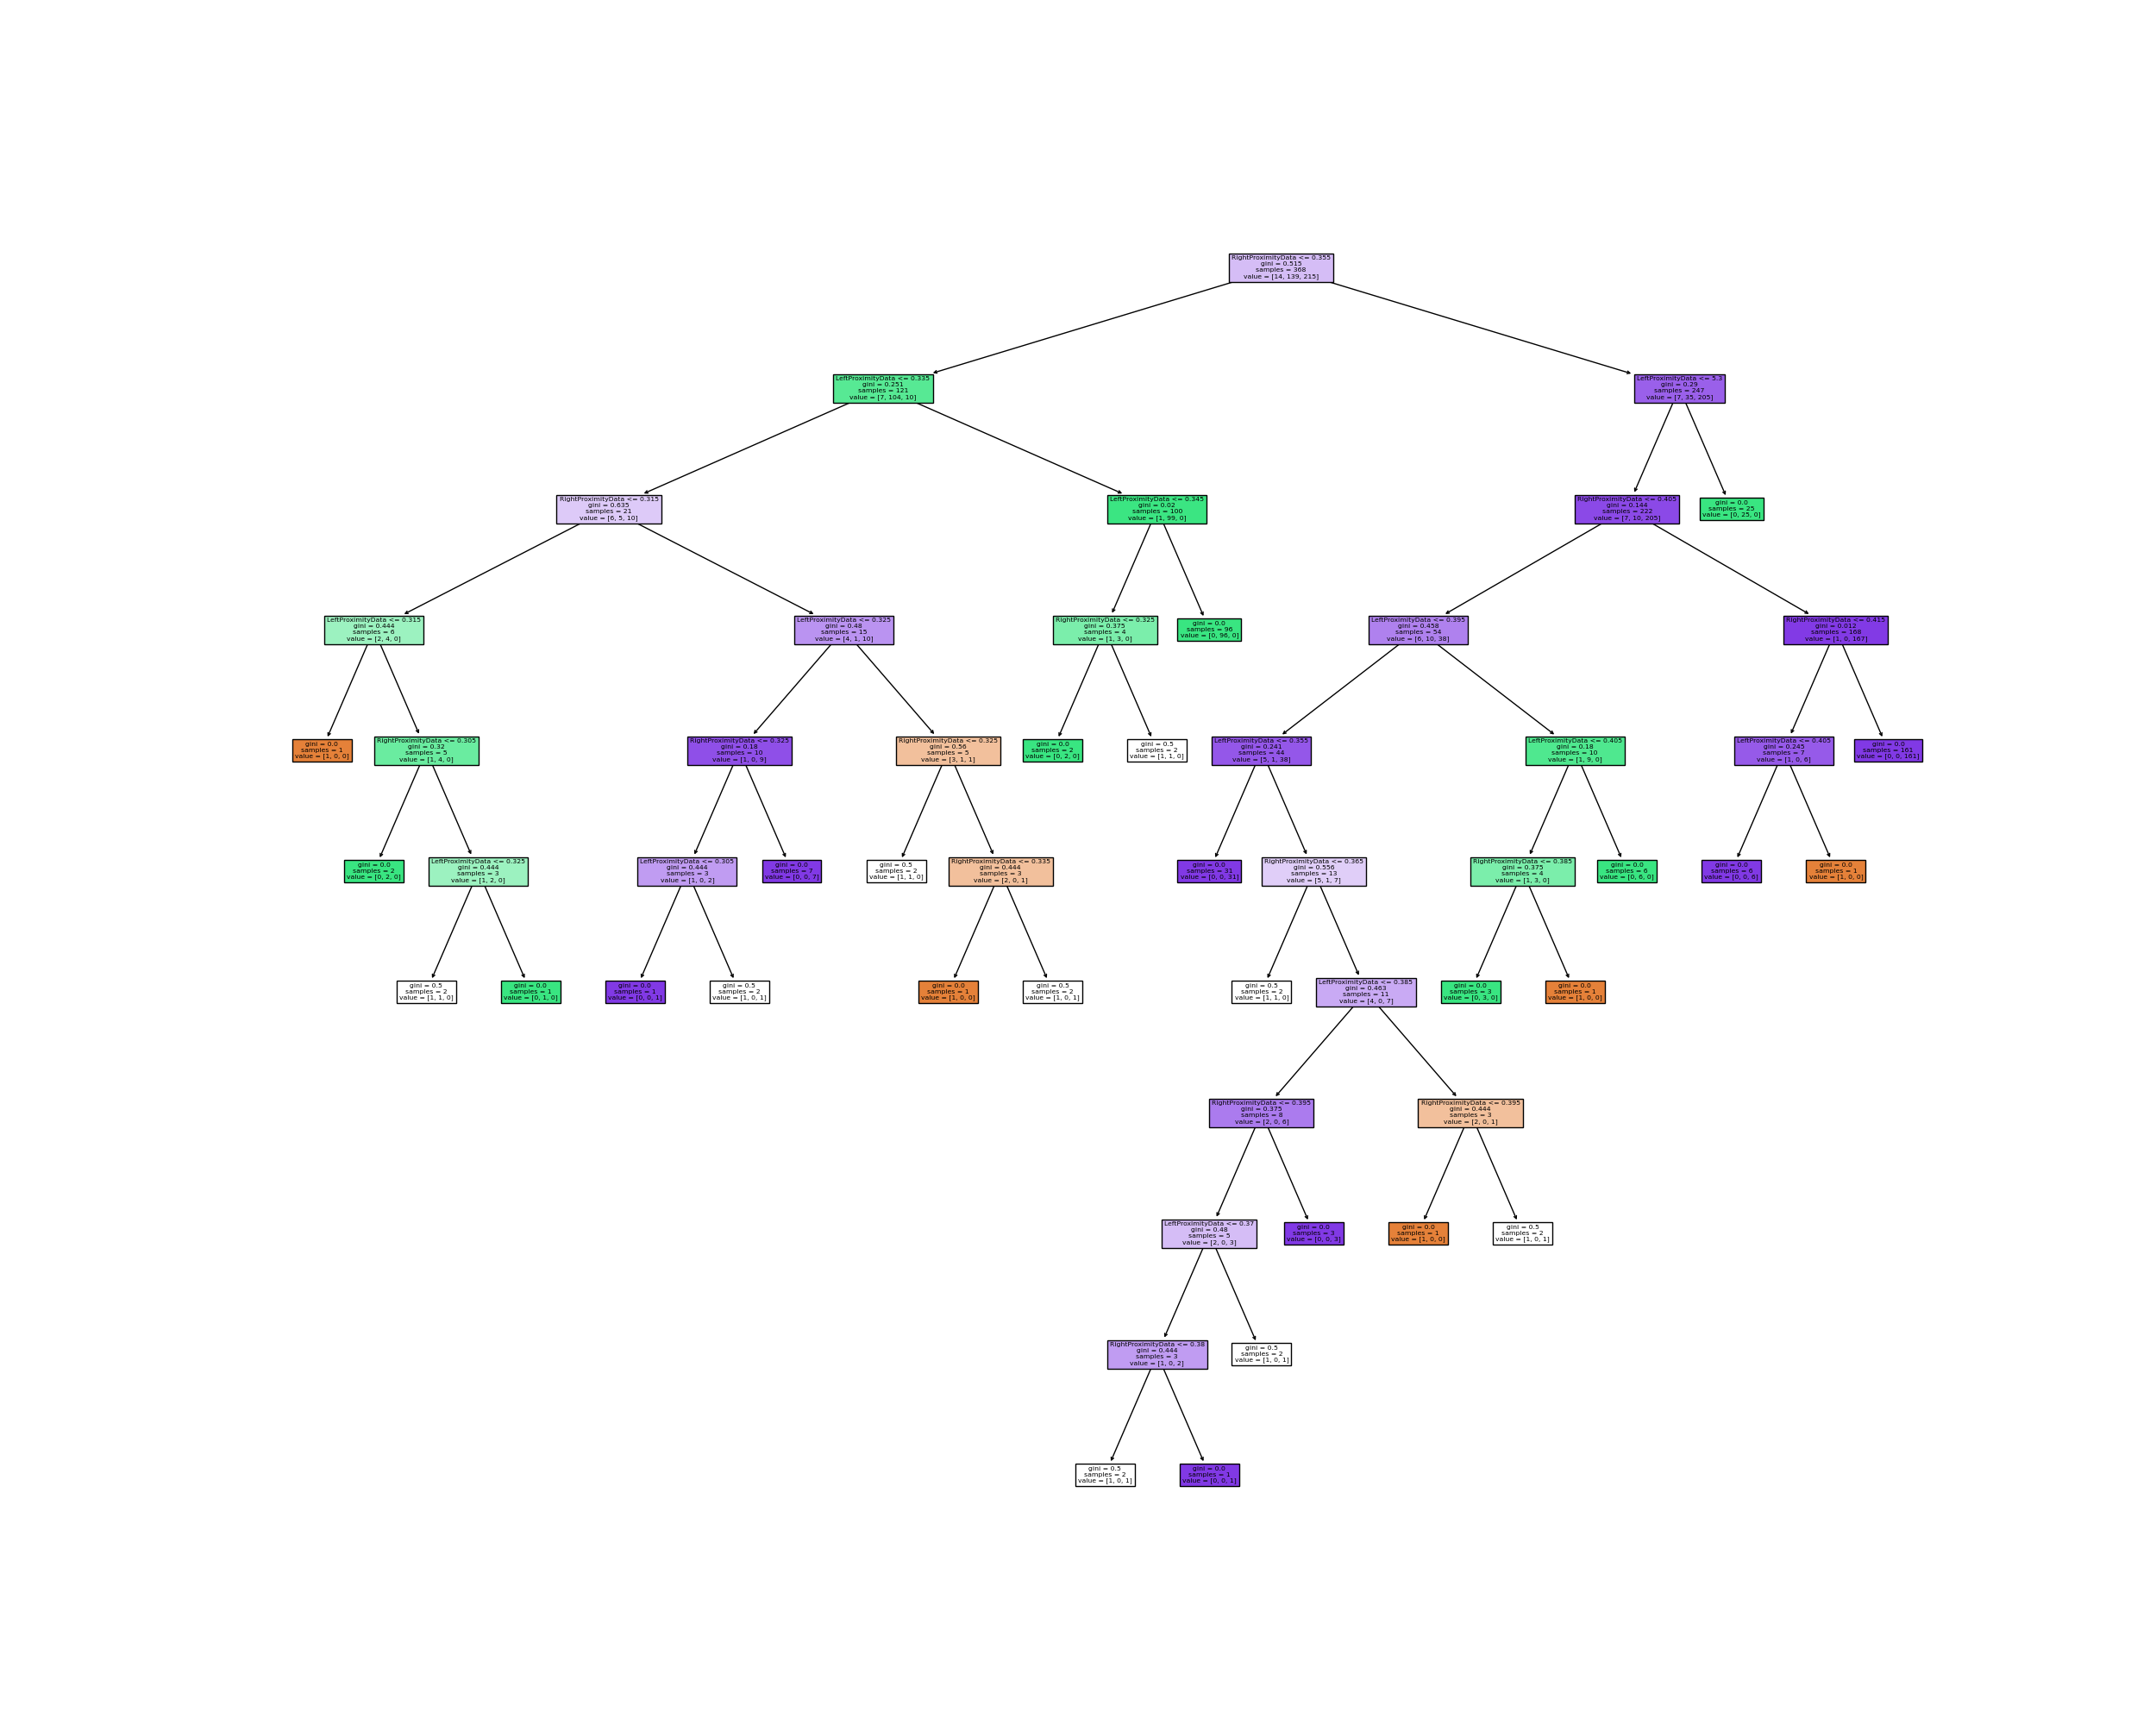 RightProximityData <= 0.355
gini = 0.515
samples = 368
value = [14, 139, 215]
LeftProximityData <= 0.335
gini = 0.251
samples = 121
value = [7, 104, 10]
LeftProximityData <= 5.3
gini = 0.29
samples = 247
value = [7, 35, 205]
RightProximityData <= 0.315
gini = 0.635
samples = 21
value = [6, 5, 10]
LeftProximityData <= 0.345
gini = 0.02
samples = 100
value = [1, 99, 0]
RightProximityData <= 0.405
gini = 0.144
samples = 222
value = [7, 10, 205]
gini = 0.0
samples = 25
value = [0, 25, 0]
LeftProximityData <= 0.315
gini = 0.444
samples = 6
value = [2, 4, 0]
LeftProximityData <= 0.325
gini = 0.48
samples = 15
value = [4, 1, 10]
RightProximityData <= 0.325
gini = 0.375
samples = 4
value = [1, 3, 0]
gini = 0.0
samples = 96
value = [0, 96, 0]
LeftProximityData <= 0.395
gini = 0.458
samples = 54
value = [6, 10, 38]
RightProximityData <= 0.415
gini = 0.012
samples = 168
value = [1, 0, 167]
gini = 0.0
samples = 1
value = [1, 0, 0]
RightProximityData <= 0.305
gini = 0.32
samples = 5
value = [1, 4, 0]
RightProximityData <= 0.325
gini = 0.18
samples = 10
value = [1, 0, 9]
RightProximityData <= 0.325
gini = 0.56
samples = 5
value = [3, 1, 1]
gini = 0.0
samples = 2
value = [0, 2, 0]
gini = 0.5
samples = 2
value = [1, 1, 0]
LeftProximityData <= 0.355
gini = 0.241
samples = 44
value = [5, 1, 38]
LeftProximityData <= 0.405
gini = 0.18
samples = 10
value = [1, 9, 0]
LeftProximityData <= 0.405
gini = 0.245
samples = 7
value = [1, 0, 6]
gini = 0.0
samples = 161
value = [0, 0, 161]
gini = 0.0
samples = 2
value = [0, 2, 0]
LeftProximityData <= 0.325
gini = 0.444
samples = 3
value = [1, 2, 0]
LeftProximityData <= 0.305
gini = 0.444
samples = 3
value = [1, 0, 2]
gini = 0.0
samples = 7
value = [0, 0, 7]
gini = 0.5
samples = 2
value = [1, 1, 0]
RightProximityData <= 0.335
gini = 0.444
samples = 3
value = [2, 0, 1]
gini = 0.0
samples = 31
value = [0, 0, 31]
RightProximityData <= 0.365
gini = 0.556
samples = 13
value = [5, 1, 7]
RightProximityData <= 0.385
gini = 0.375
samples = 4
value = [1, 3, 0]
gini = 0.0
samples = 6
value = [0, 6, 0]
gini = 0.0
samples = 6
value = [0, 0, 6]
gini = 0.0
samples = 1
value = [1, 0, 0]
gini = 0.5
samples = 2
value = [1, 1, 0]
gini = 0.0
samples = 1
value = [0, 1, 0]
gini = 0.0
samples = 1
value = [0, 0, 1]
gini = 0.5
samples = 2
value = [1, 0, 1]
gini = 0.0
samples = 1
value = [1, 0, 0]
gini = 0.5
samples = 2
value = [1, 0, 1]
gini = 0.5
samples = 2
value = [1, 1, 0]
LeftProximityData <= 0.385
gini = 0.463
samples = 11
value = [4, 0, 7]
gini = 0.0
samples = 3
value = [0, 3, 0]
gini = 0.0
samples = 1
value = [1, 0, 0]
RightProximityData <= 0.395
gini = 0.375
samples = 8
value = [2, 0, 6]
RightProximityData <= 0.395
gini = 0.444
samples = 3
value = [2, 0, 1]
LeftProximityData <= 0.37
gini = 0.48
samples = 5
value = [2, 0, 3]
gini = 0.0
samples = 3
value = [0, 0, 3]
gini = 0.0
samples = 1
value = [1, 0, 0]
gini = 0.5
samples = 2
value = [1, 0, 1]
RightProximityData <= 0.38
gini = 0.444
samples = 3
value = [1, 0, 2]
gini = 0.5
samples = 2
value = [1, 0, 1]
gini = 0.5
samples = 2
value = [1, 0, 1]
gini = 0.0
samples = 1
value = [0, 0, 1]